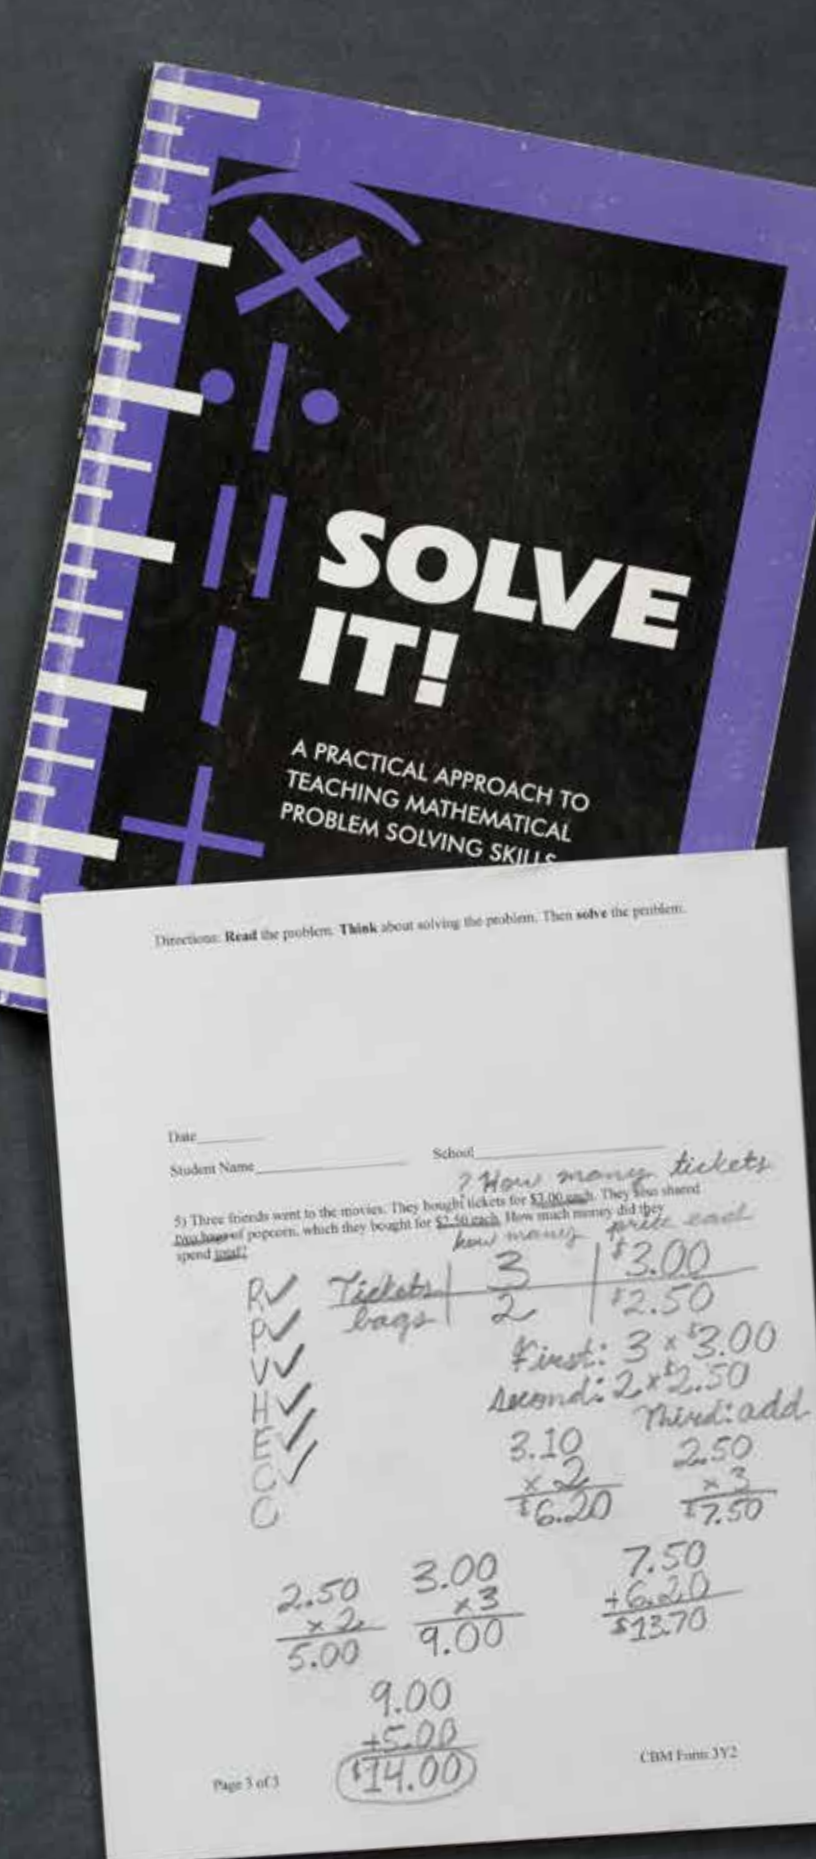 SOLVE
IT!
A PRACTICAL APPROACH TO
TEACHING MATHEMATICAL
PROBLEM SOLVING SKILLS
Directions: Read the problem. Think about solving the problem. Then solve the problem.
Date
Student Name
School
? How many tickets
5) Three friends went to the movies. They bought tickets for $3.00 each. They also shared
two bags of popcorn, which they bought for $2.50 each. How much money did they
spend total?
how many price each
Tickets 3 $3.00
bags 2 $2.50
R✓
P✓
V✓
H✓
E✓
C✓
C
First: 3 x $3.00
second: 2 x $2.50
Third: add
3.10
x 2
$6.20
2.50
x 3
$7.50
2.50
x 2
5.00
3.00
x3
9.00
7.50
+6.20
$13.70
9.00
+5.00
$14.00
Page 3 of 3
CBM Form 3Y2